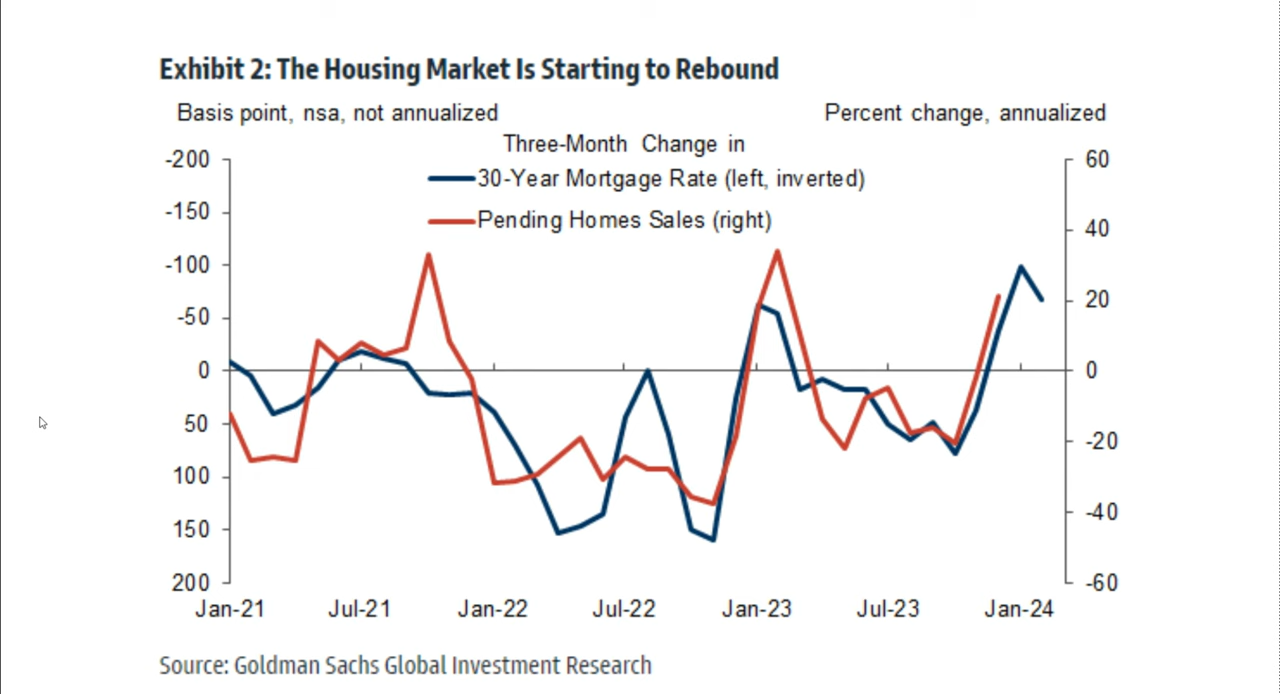 Exhibit 2: The Housing Market Is Starting to Rebound
Basis point, nsa, not annualized
Percent change, annualized
Three-Month Change in
30-Year Mortgage Rate (left, inverted)
Pending Homes Sales (right)
-200
-150
-100
-50
0
50
100
150
200
60
40
20
0
-20
-40
-60
Jan-21 Jul-21 Jan-22 Jul-22 Jan-23 Jul-23 Jan-24
Source: Goldman Sachs Global Investment Research